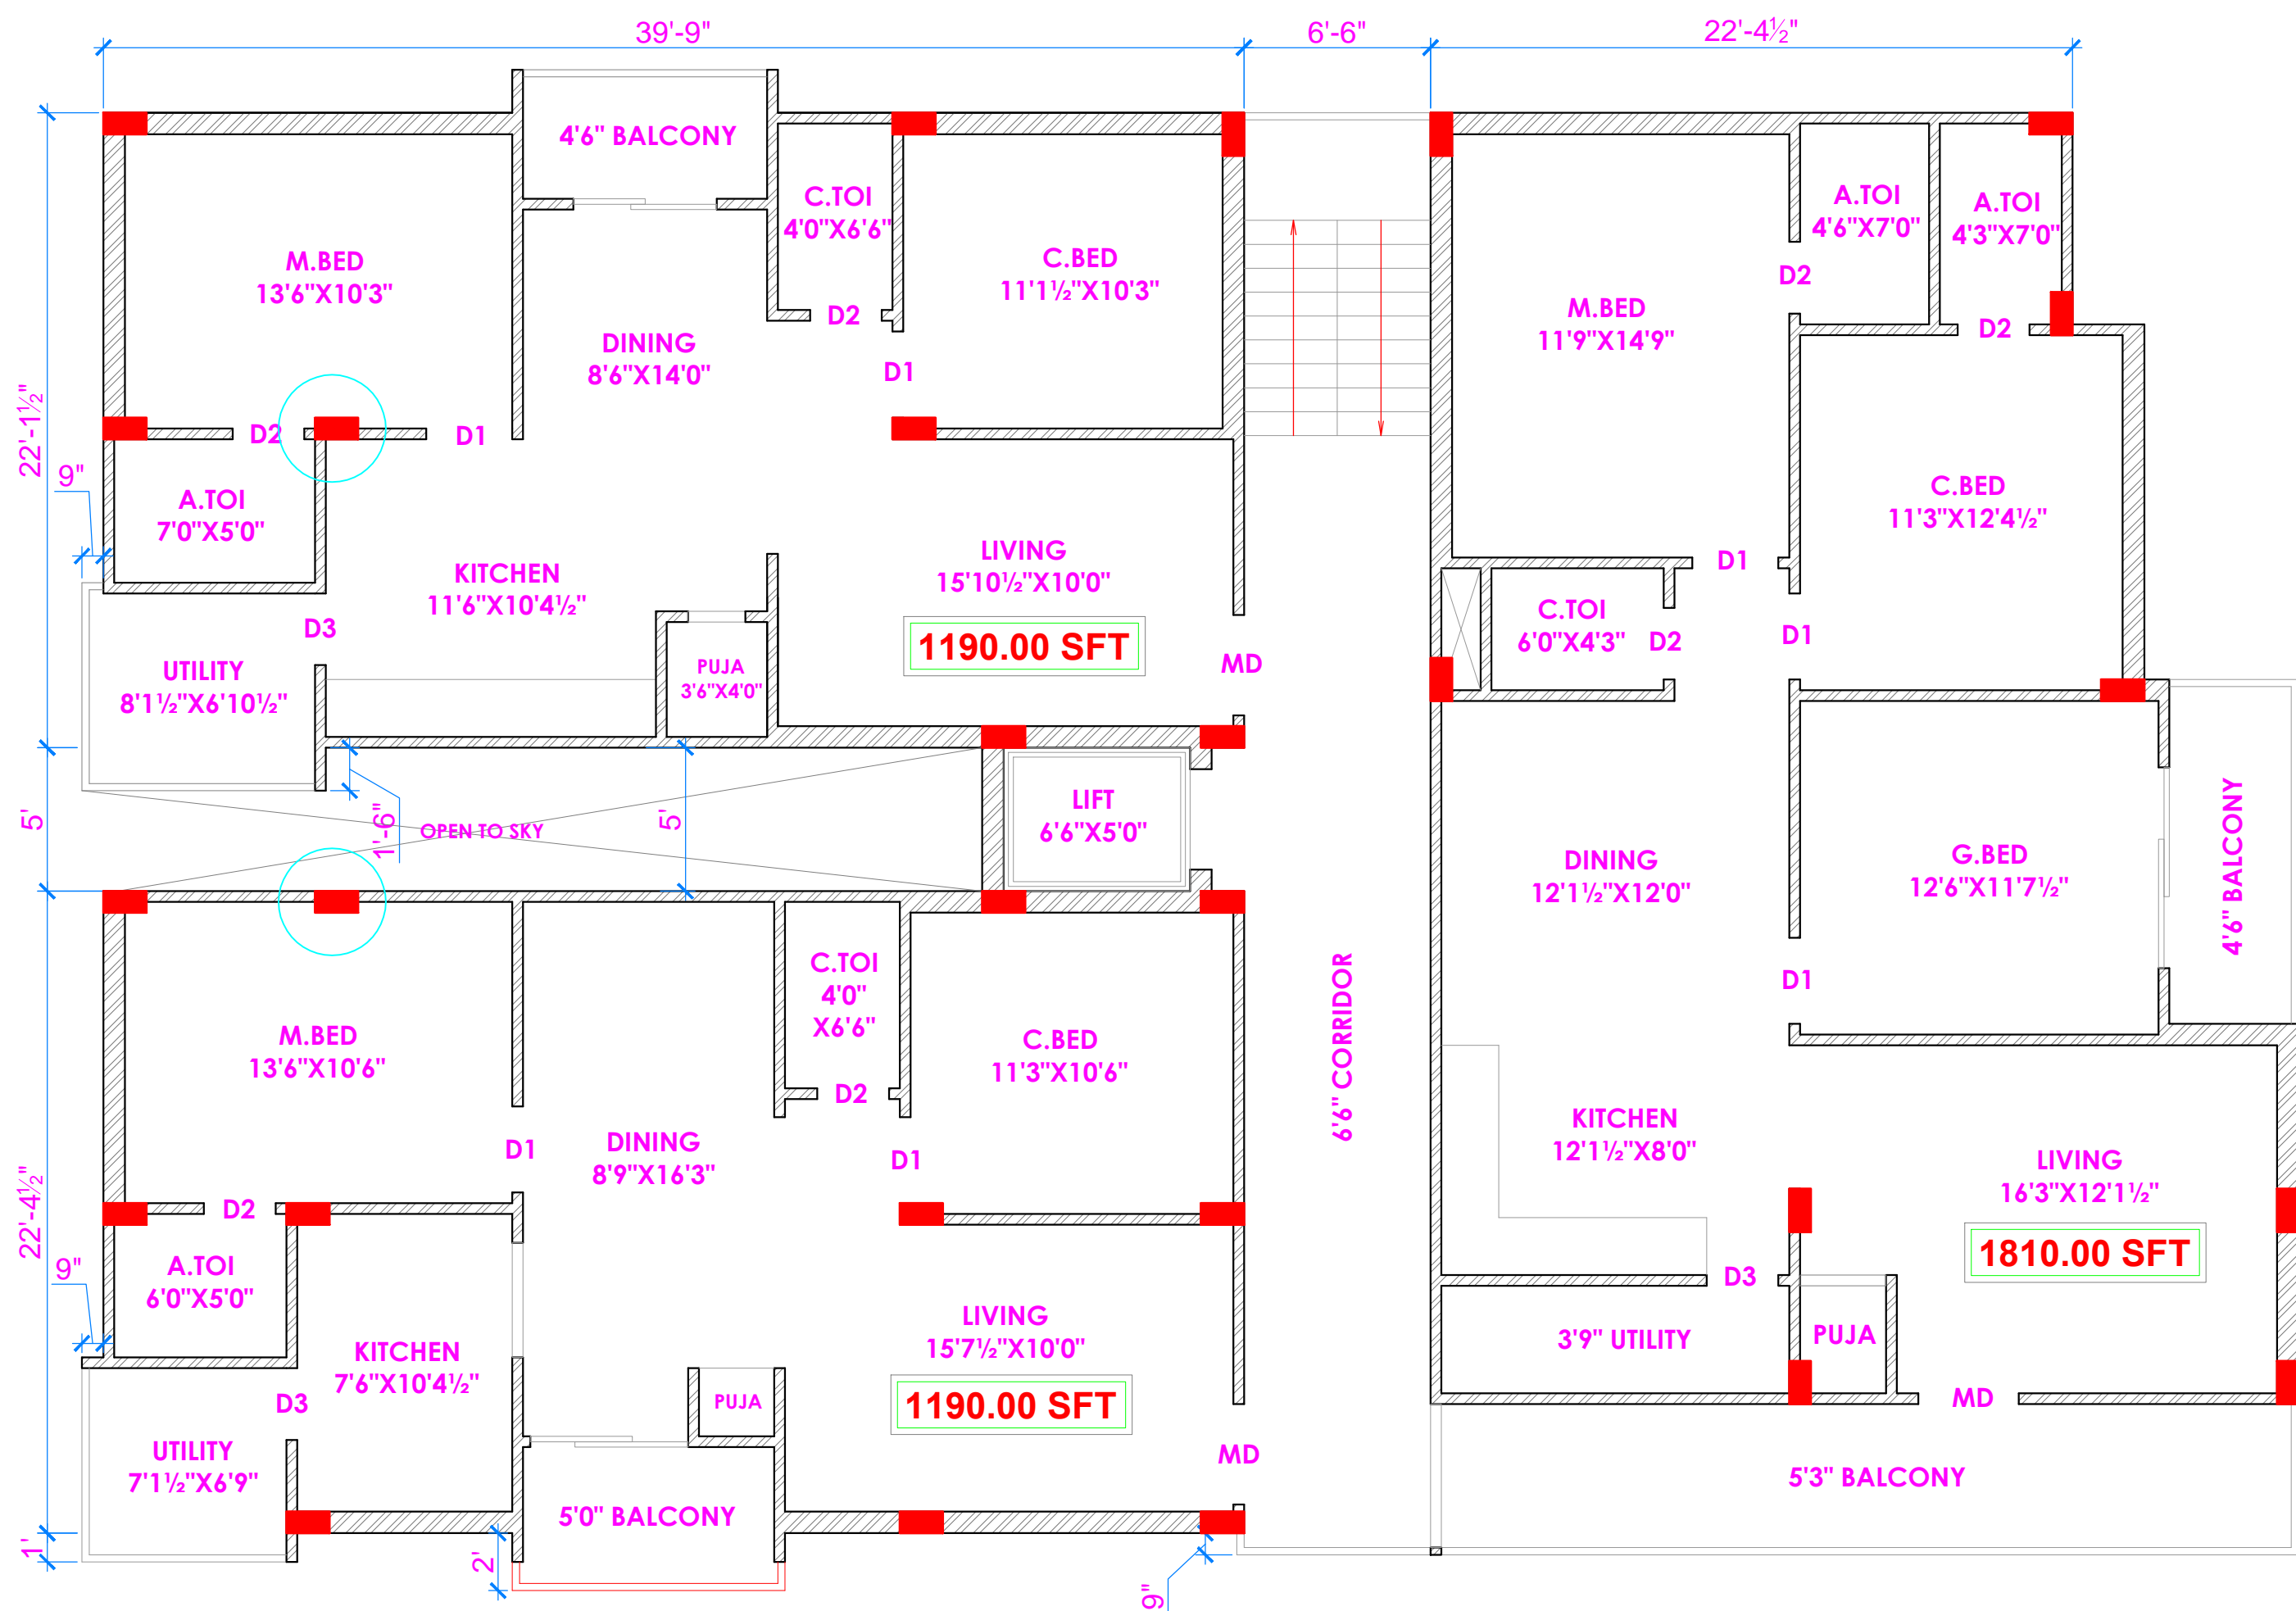 39'-9"
6'-6"
22'-4½"
4'6" BALCONY
C.TOI
4'0"X6'6"
M.BED
13'6"X10'3"
C.BED
11'1½"X10'3"
DINING
8'6"X14'0"
D2
D1
D2
D1
22'-1½"
9"
A.TOI
7'0"X5'0"
KITCHEN
11'6"X10'4½"
LIVING
15'10½"X10'0"
1190.00 SFT
D3
UTILITY
8'1½"X6'10½"
PUJA
3'6"X4'0"
MD
A.TOI
4'6"X7'0"
A.TOI
4'3"X7'0"
D2
D2
M.BED
11'9"X14'9"
C.BED
11'3"X12'4½"
D1
C.TOI
6'0"X4'3"
D2
D1
5'
1'-6"
OPEN TO SKY
5'
LIFT
6'6"X5'0"
DINING
12'1½"X12'0"
G.BED
12'6"X11'7½"
4'6" BALCONY
D1
6'6" CORRIDOR
M.BED
13'6"X10'6"
C.TOI
4'0"
X6'6"
D2
C.BED
11'3"X10'6"
D1
DINING
8'9"X16'3"
D1
22'-4½"
D2
9"
A.TOI
6'0"X5'0"
KITCHEN
7'6"X10'4½"
LIVING
15'7½"X10'0"
1190.00 SFT
PUJA
D3
UTILITY
7'1½"X6'9"
MD
5'0" BALCONY
1'
2'
9"
KITCHEN
12'1½"X8'0"
LIVING
16'3"X12'1½"
1810.00 SFT
D3
3'9" UTILITY
PUJA
MD
5'3" BALCONY